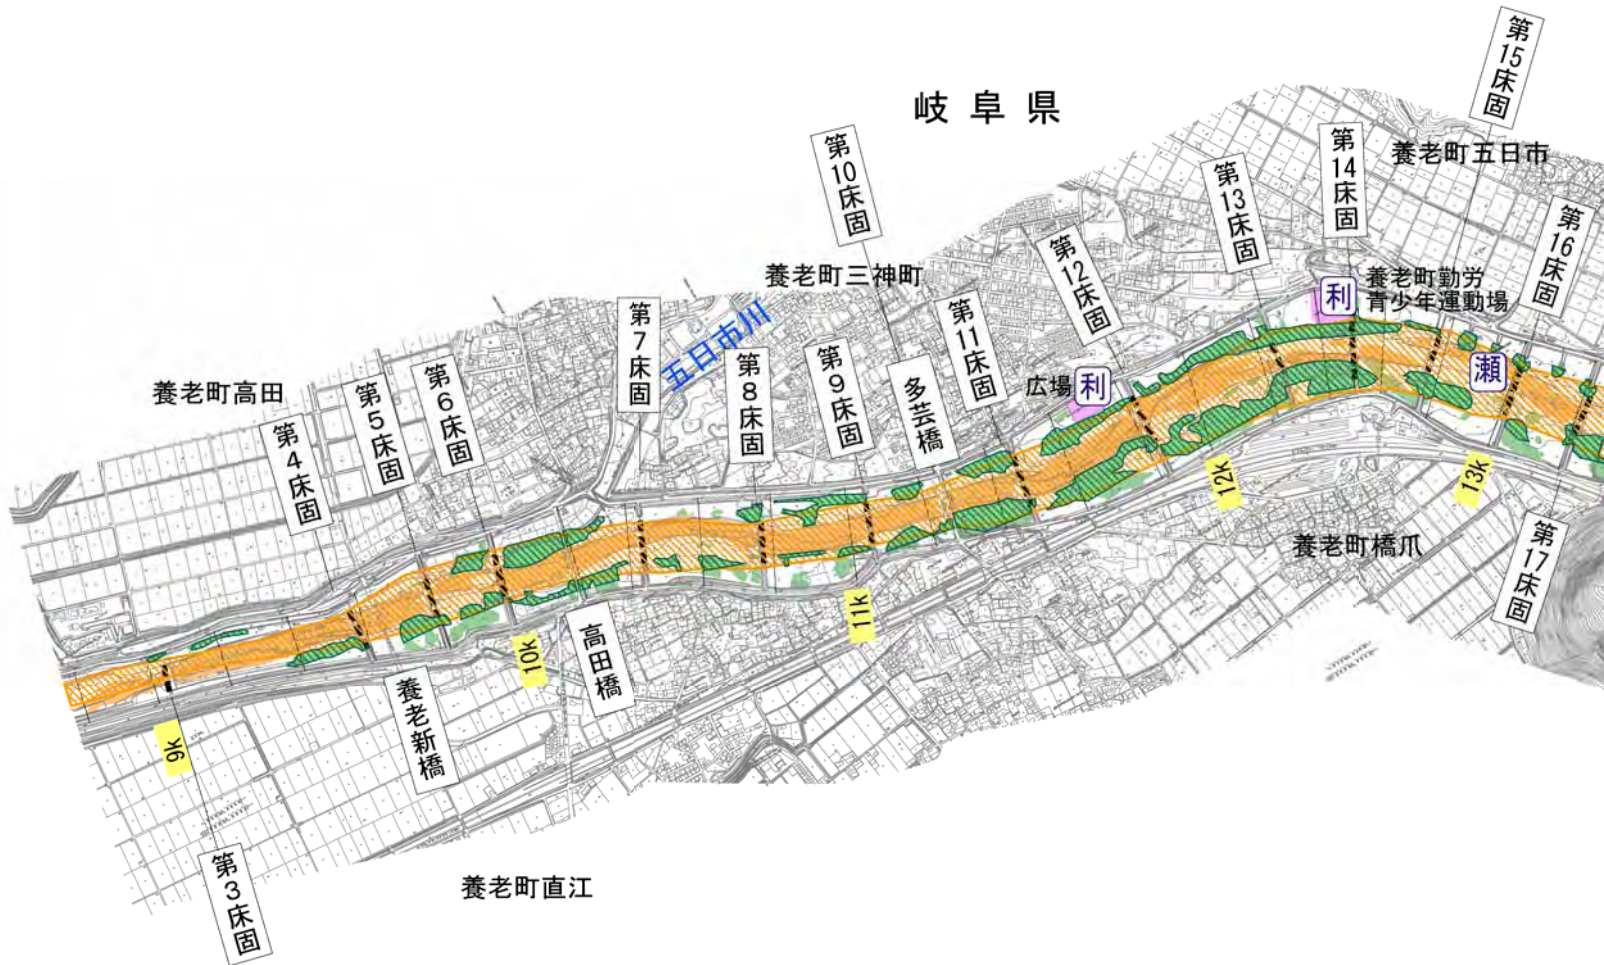 岐阜県
第15床固
養老町五日市
第10床固
第14床固
第13床固
第16床固
養老町三神町
第12床固
利
養老町勤労
青少年運動場
第7床固
五日市川
第11床固
第8床固
第9床固
多芸橋
広場
利
瀬
養老町高田
第5床固
第6床固
第4床固
12k
13k
養老町橋爪
第17床固
11k
10k
高田橋
養老新橋
9k
第3床固
養老町直江